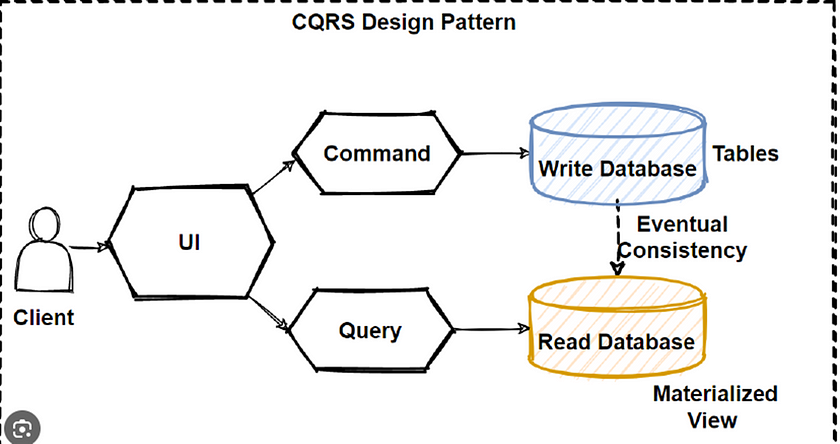 CQRS Design Pattern
Command
Write Database
Tables
UI
Eventual
Consistency
Client
Query
Read Database
Materialized
View